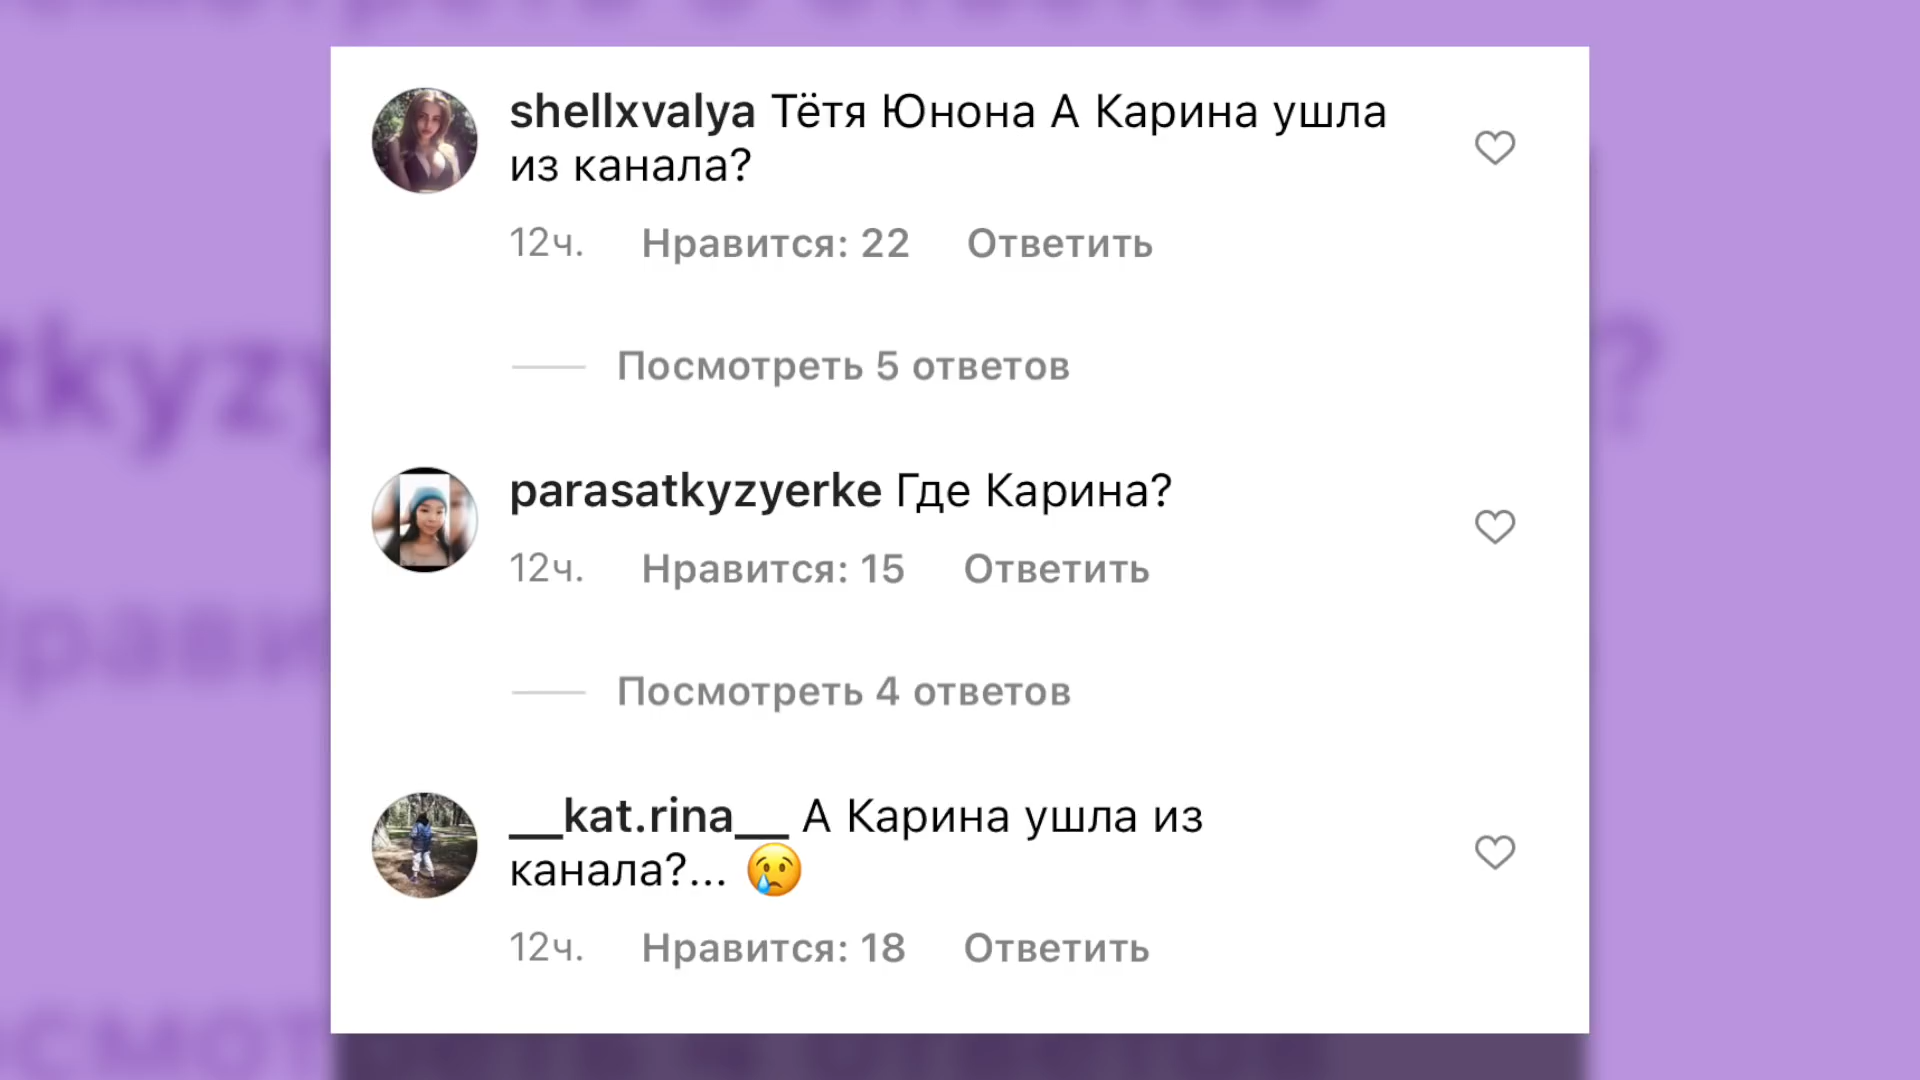 shellxvalya Тётя Юнона А Карина ушла
из канала?
12ч. Нравится: 22 Ответить
Посмотреть 5 ответов
parasatkyzyerke Где Карина?
12ч. Нравится: 15 Ответить
Посмотреть 4 ответов
__kat.rina__ А Карина ушла из
канала?... 😢
12ч. Нравится: 18 Ответить